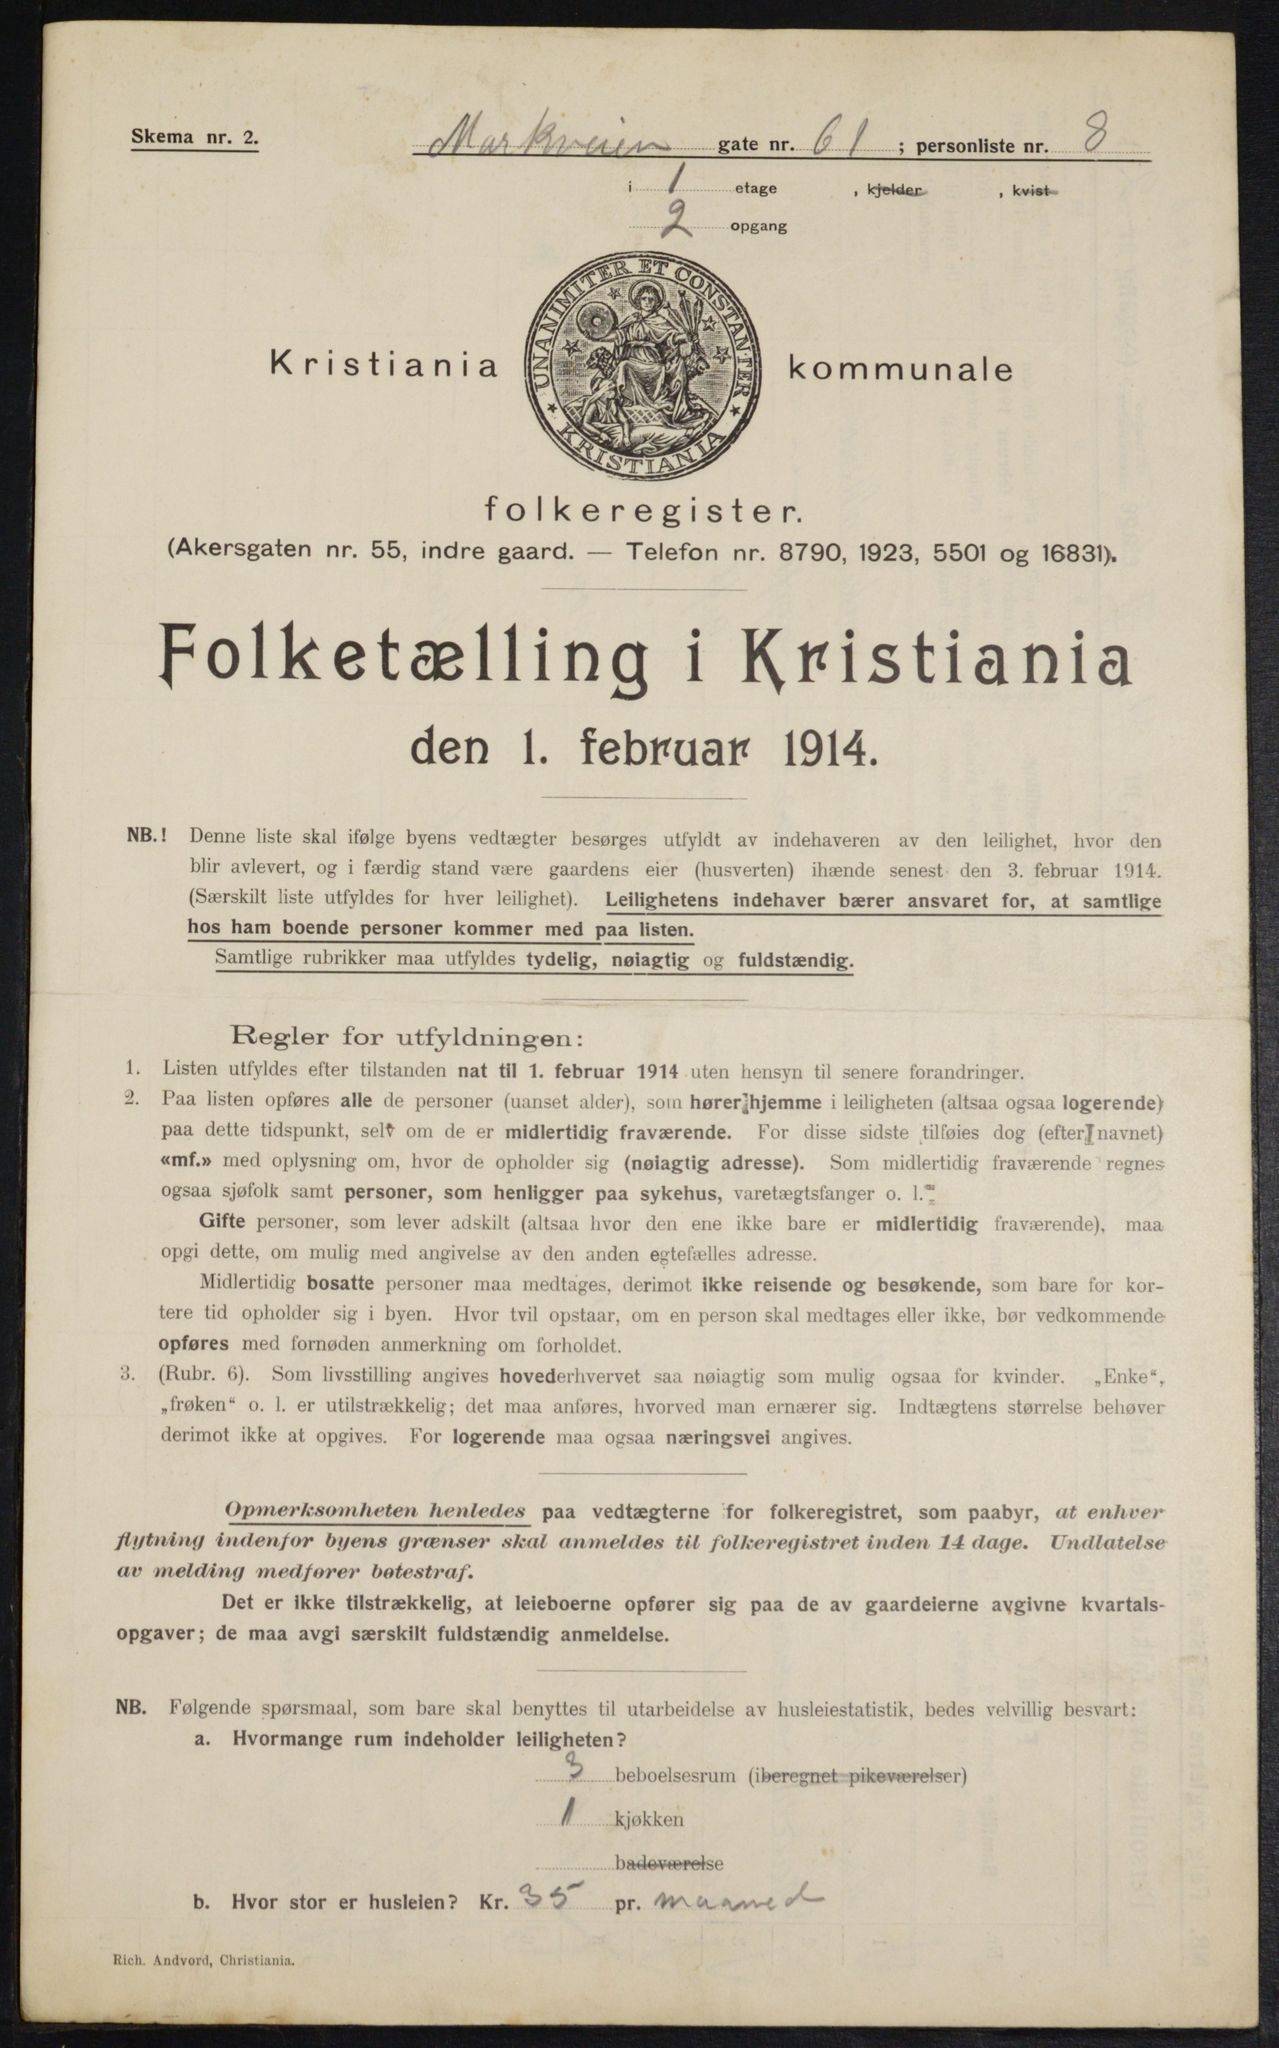 Skema nr. 2.
Markveien gate nr. 61 ; personliste nr. 8
i 1 etage , kjelder , kvist
2 opgang
UNANIMITER ET CONSTANTER
KRISTIANIA
Kristiania kommunale
folkeregister.
(Akersgaten nr. 55, indre gaard. — Telefon nr. 8790, 1923, 5501 og 16831).
Folketælling i Kristiania
den 1. februar 1914.
NB.! Denne liste skal ifølge byens vedtægter besørges utfyldt av indehaveren av den leilighet, hvor den
blir avlevert, og i færdig stand være gaardens eier (husverten) ihænde senest den 3. februar 1914.
(Særskilt liste utfyldes for hver leilighet). Leilighetens indehaver bærer ansvaret for, at samtlige
hos ham boende personer kommer med paa listen.
Samtlige rubrikker maa utfyldes tydelig, nøiagtig og fuldstændig.
Regler for utfyldningen:
1. Listen utfyldes efter tilstanden nat til 1. februar 1914 uten hensyn til senere forandringer.
2. Paa listen opføres alle de personer (uanset alder), som hører hjemme i leiligheten (altsaa ogsaa logerende)
paa dette tidspunkt, selv om de er midlertidig fraværende. For disse sidste tilføies dog (efter navnet)
«mf.» med oplysning om, hvor de opholder sig (nøiagtig adresse). Som midlertidig fraværende regnes
ogsaa sjøfolk samt personer, som henligger paa sykehus, varetægtsfanger o. l.
Gifte personer, som lever adskilt (altsaa hvor den ene ikke bare er midlertidig fraværende), maa
opgi dette, om mulig med angivelse av den anden egtefælles adresse.
Midlertidig bosatte personer maa medtages, derimot ikke reisende og besøkende, som bare for kor-
tere tid opholder sig i byen. Hvor tvil opstaar, om en person skal medtages eller ikke, bør vedkommende
opføres med fornøden anmerkning om forholdet.
3. (Rubr. 6). Som livsstilling angives hovederhvervet saa nøiagtig som mulig ogsaa for kvinder. „Enke“,
„frøken“ o. l. er utilstrækkelig; det maa anføres, hvorved man ernærer sig. Indtægtens størrelse behøver
derimot ikke at opgives. For logerende maa ogsaa næringsvei angives.
Opmerksomheten henledes paa vedtægterne for folkeregistret, som paabyr, at enhver
flytning indenfor byens grænser skal anmeldes til folkeregistret inden 14 dage. Undlatelse
av melding medfører bøtestraf.
Det er ikke tilstrækkelig, at leieboerne opfører sig paa de av gaardeierne avgivne kvartals-
opgaver; de maa avgi særskilt fuldstændig anmeldelse.
NB. Følgende spørsmaal, som bare skal benyttes til utarbeidelse av husleiestatistik, bedes velvillig besvart:
a. Hvormange rum indeholder leiligheten?
3 beboelsesrum (iberegnet pikeværelser)
1 kjøkken
badeværelse
b. Hvor stor er husleien? Kr. 35 pr. maaned
Rich. Andvord, Christiania.